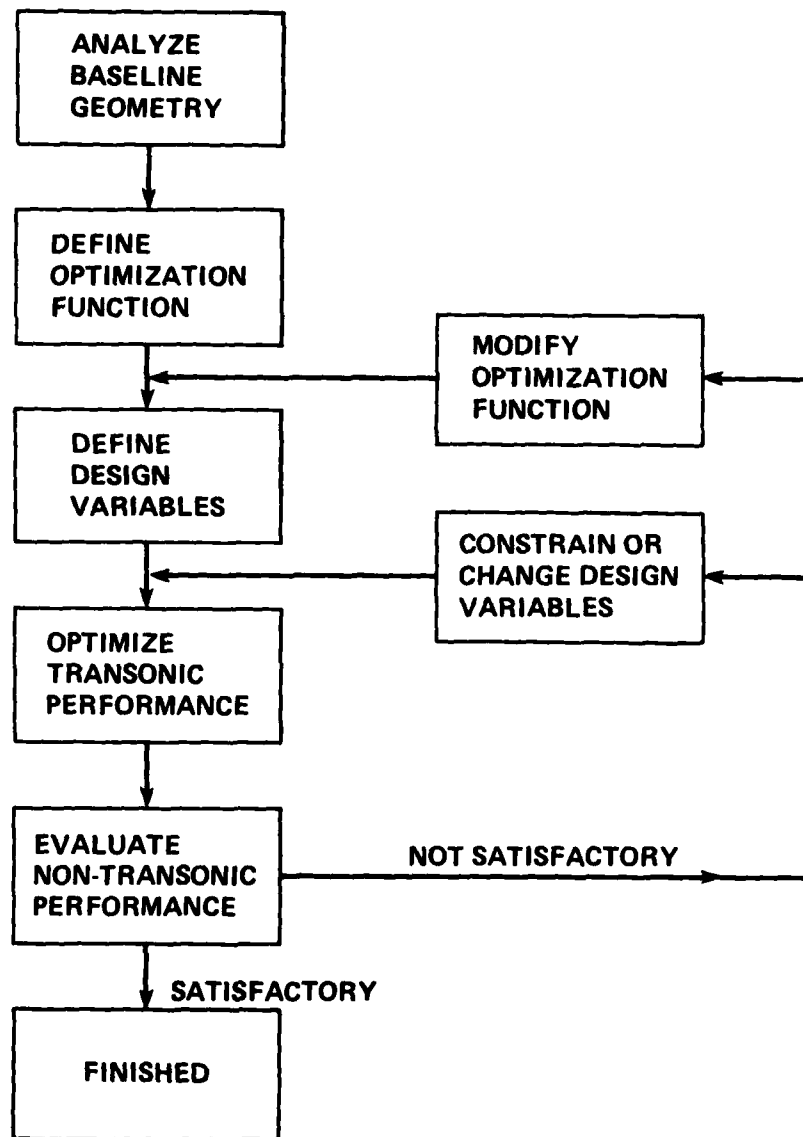 ANALYZE
BASELINE
GEOMETRY
DEFINE
OPTIMIZATION
FUNCTION
MODIFY
OPTIMIZATION
FUNCTION
DEFINE
DESIGN
VARIABLES
CONSTRAIN OR
CHANGE DESIGN
VARIABLES
OPTIMIZE
TRANSONIC
PERFORMANCE
EVALUATE
NON-TRANSONIC
PERFORMANCE
NOT SATISFACTORY
SATISFACTORY
FINISHED